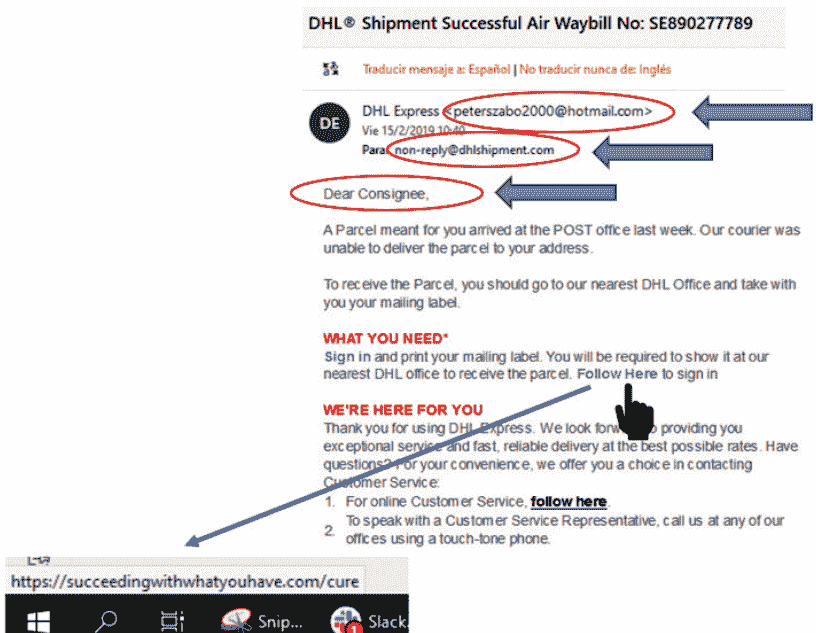 DHL® Shipment Successful Air Waybill No: SE890277789
Traducir mensaje a: Español | No traducir nunca de: Inglés
DE
DHL Express <peterszabo2000@hotmail.com>
Vie 15/2/2019 10:40
Para: non-reply@dhlshipment.com
Dear Consignee,
A Parcel meant for you arrived at the POST office last week. Our courier was
unable to deliver the parcel to your address.
To receive the Parcel, you should go to our nearest DHL Office and take with
you your mailing label.
WHAT YOU NEED*
Sign in and print your mailing label. You will be required to show it at our
nearest DHL office to receive the parcel. Follow Here to sign in
WE'RE HERE FOR YOU
Thank you for using DHL Express. We look forw providing you
exceptional service and fast, reliable delivery at the best possible rates. Have
questions? For your convenience, we offer you a choice in contacting
Customer Service:
1. For online Customer Service, follow here.
2. To speak with a Customer Service Representative, call us at any of our
offices using a touch-tone phone.
https://succeedingwithwhatyouhave.com/cure
Snip...
Slack
1